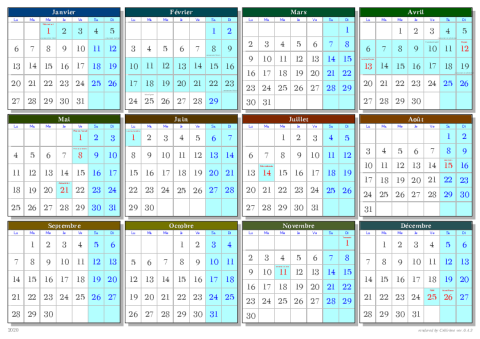 Janvier
Lu Ma Me Je Ve Sa Di
1 2 3 4 5
6 7 8 9 10 11 12
13 14 15 16 17 18 19
20 21 22 23 24 25 26
27 28 29 30 31
Février
Lu Ma Me Je Ve Sa Di
1 2
3 4 5 6 7 8 9
10 11 12 13 14 15 16
17 18 19 20 21 22 23
24 25 26 27 28 29
Mars
Lu Ma Me Je Ve Sa Di
1
2 3 4 5 6 7 8
9 10 11 12 13 14 15
16 17 18 19 20 21 22
23 24 25 26 27 28 29
30 31
Avril
Lu Ma Me Je Ve Sa Di
1 2 3 4 5
6 7 8 9 10 11 12
13 14 15 16 17 18 19
20 21 22 23 24 25 26
27 28 29 30
Mai
Lu Ma Me Je Ve Sa Di
1 2 3
4 5 6 7 8 9 10
11 12 13 14 15 16 17
18 19 20 21 22 23 24
25 26 27 28 29 30 31
Juin
Lu Ma Me Je Ve Sa Di
1 2 3 4 5 6 7
8 9 10 11 12 13 14
15 16 17 18 19 20 21
22 23 24 25 26 27 28
29 30
Juillet
Lu Ma Me Je Ve Sa Di
1 2 3 4 5
6 7 8 9 10 11 12
13 14 15 16 17 18 19
20 21 22 23 24 25 26
27 28 29 30 31
Août
Lu Ma Me Je Ve Sa Di
1 2
3 4 5 6 7 8 9
10 11 12 13 14 15 16
17 18 19 20 21 22 23
24 25 26 27 28 29 30
31
Septembre
Lu Ma Me Je Ve Sa Di
1 2 3 4 5 6
7 8 9 10 11 12 13
14 15 16 17 18 19 20
21 22 23 24 25 26 27
28 29 30
Octobre
Lu Ma Me Je Ve Sa Di
1 2 3 4
5 6 7 8 9 10 11
12 13 14 15 16 17 18
19 20 21 22 23 24 25
26 27 28 29 30 31
Novembre
Lu Ma Me Je Ve Sa Di
1
2 3 4 5 6 7 8
9 10 11 12 13 14 15
16 17 18 19 20 21 22
23 24 25 26 27 28 29
30
Décembre
Lu Ma Me Je Ve Sa Di
1 2 3 4 5 6
7 8 9 10 11 12 13
14 15 16 17 18 19 20
21 22 23 24 25 26 27
28 29 30 31
2020